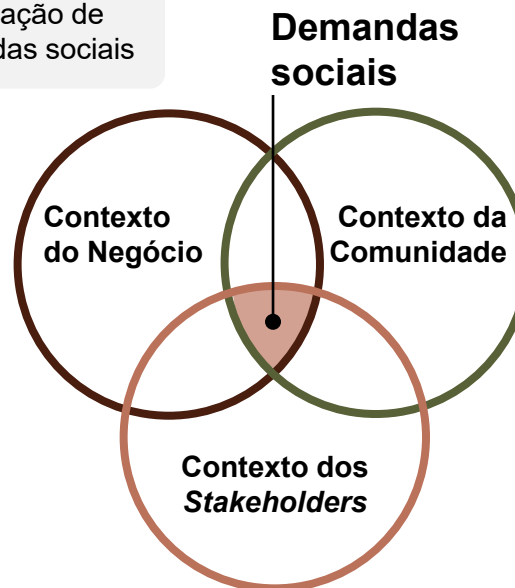 ação de
das sociais
Demandas
sociais
Contexto
do Negócio
Contexto da
Comunidade
Contexto dos
Stakeholders